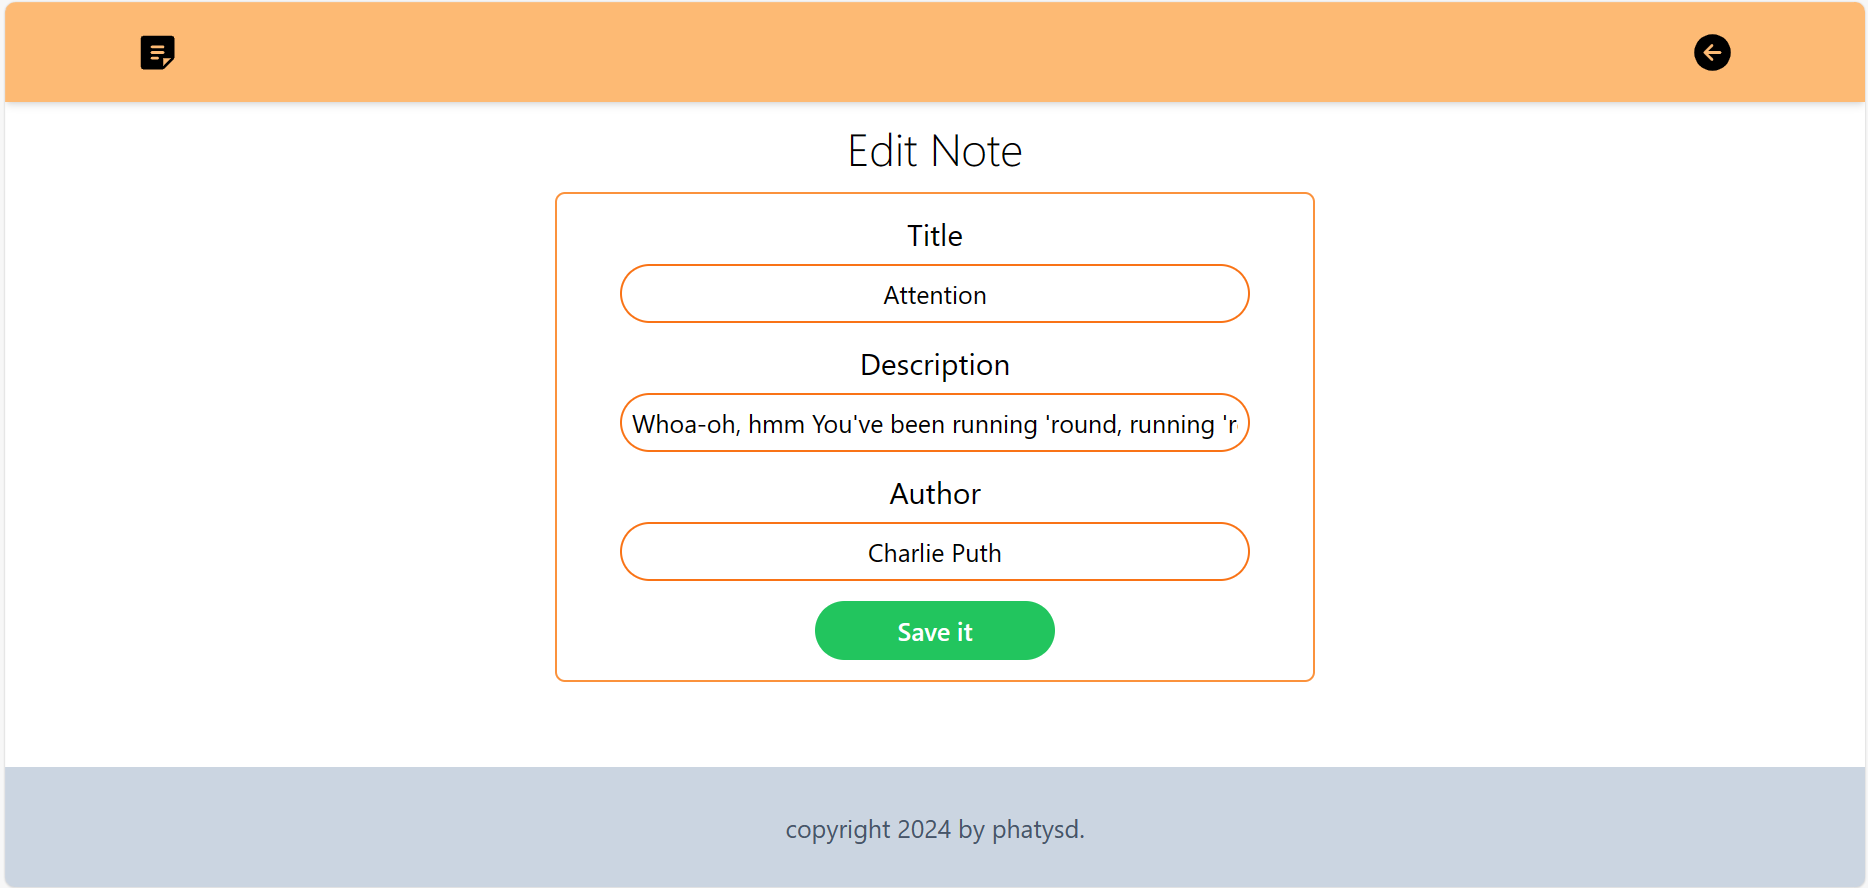 Edit Note
Title
Attention
Description
Whoa-oh, hmm You've been running 'round, running
Author
Charlie Puth
Save it
copyright 2024 by phatysd.